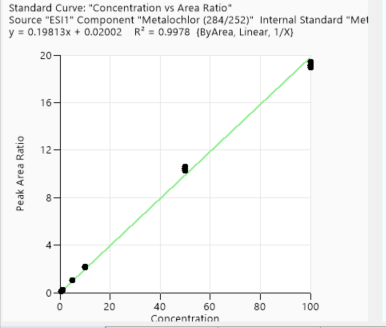 Standard Curve: "Concentration vs Area Ratio"
Source "ESI1" Component "Metalochlor (284/252)" Internal Standard "Met
y = 0.19813x + 0.02002 R² = 0.9978 {ByArea, Linear, 1/X}
20
16
12
8
4
0
Peak Area Ratio
0 20 40 60 80 100
Concentration